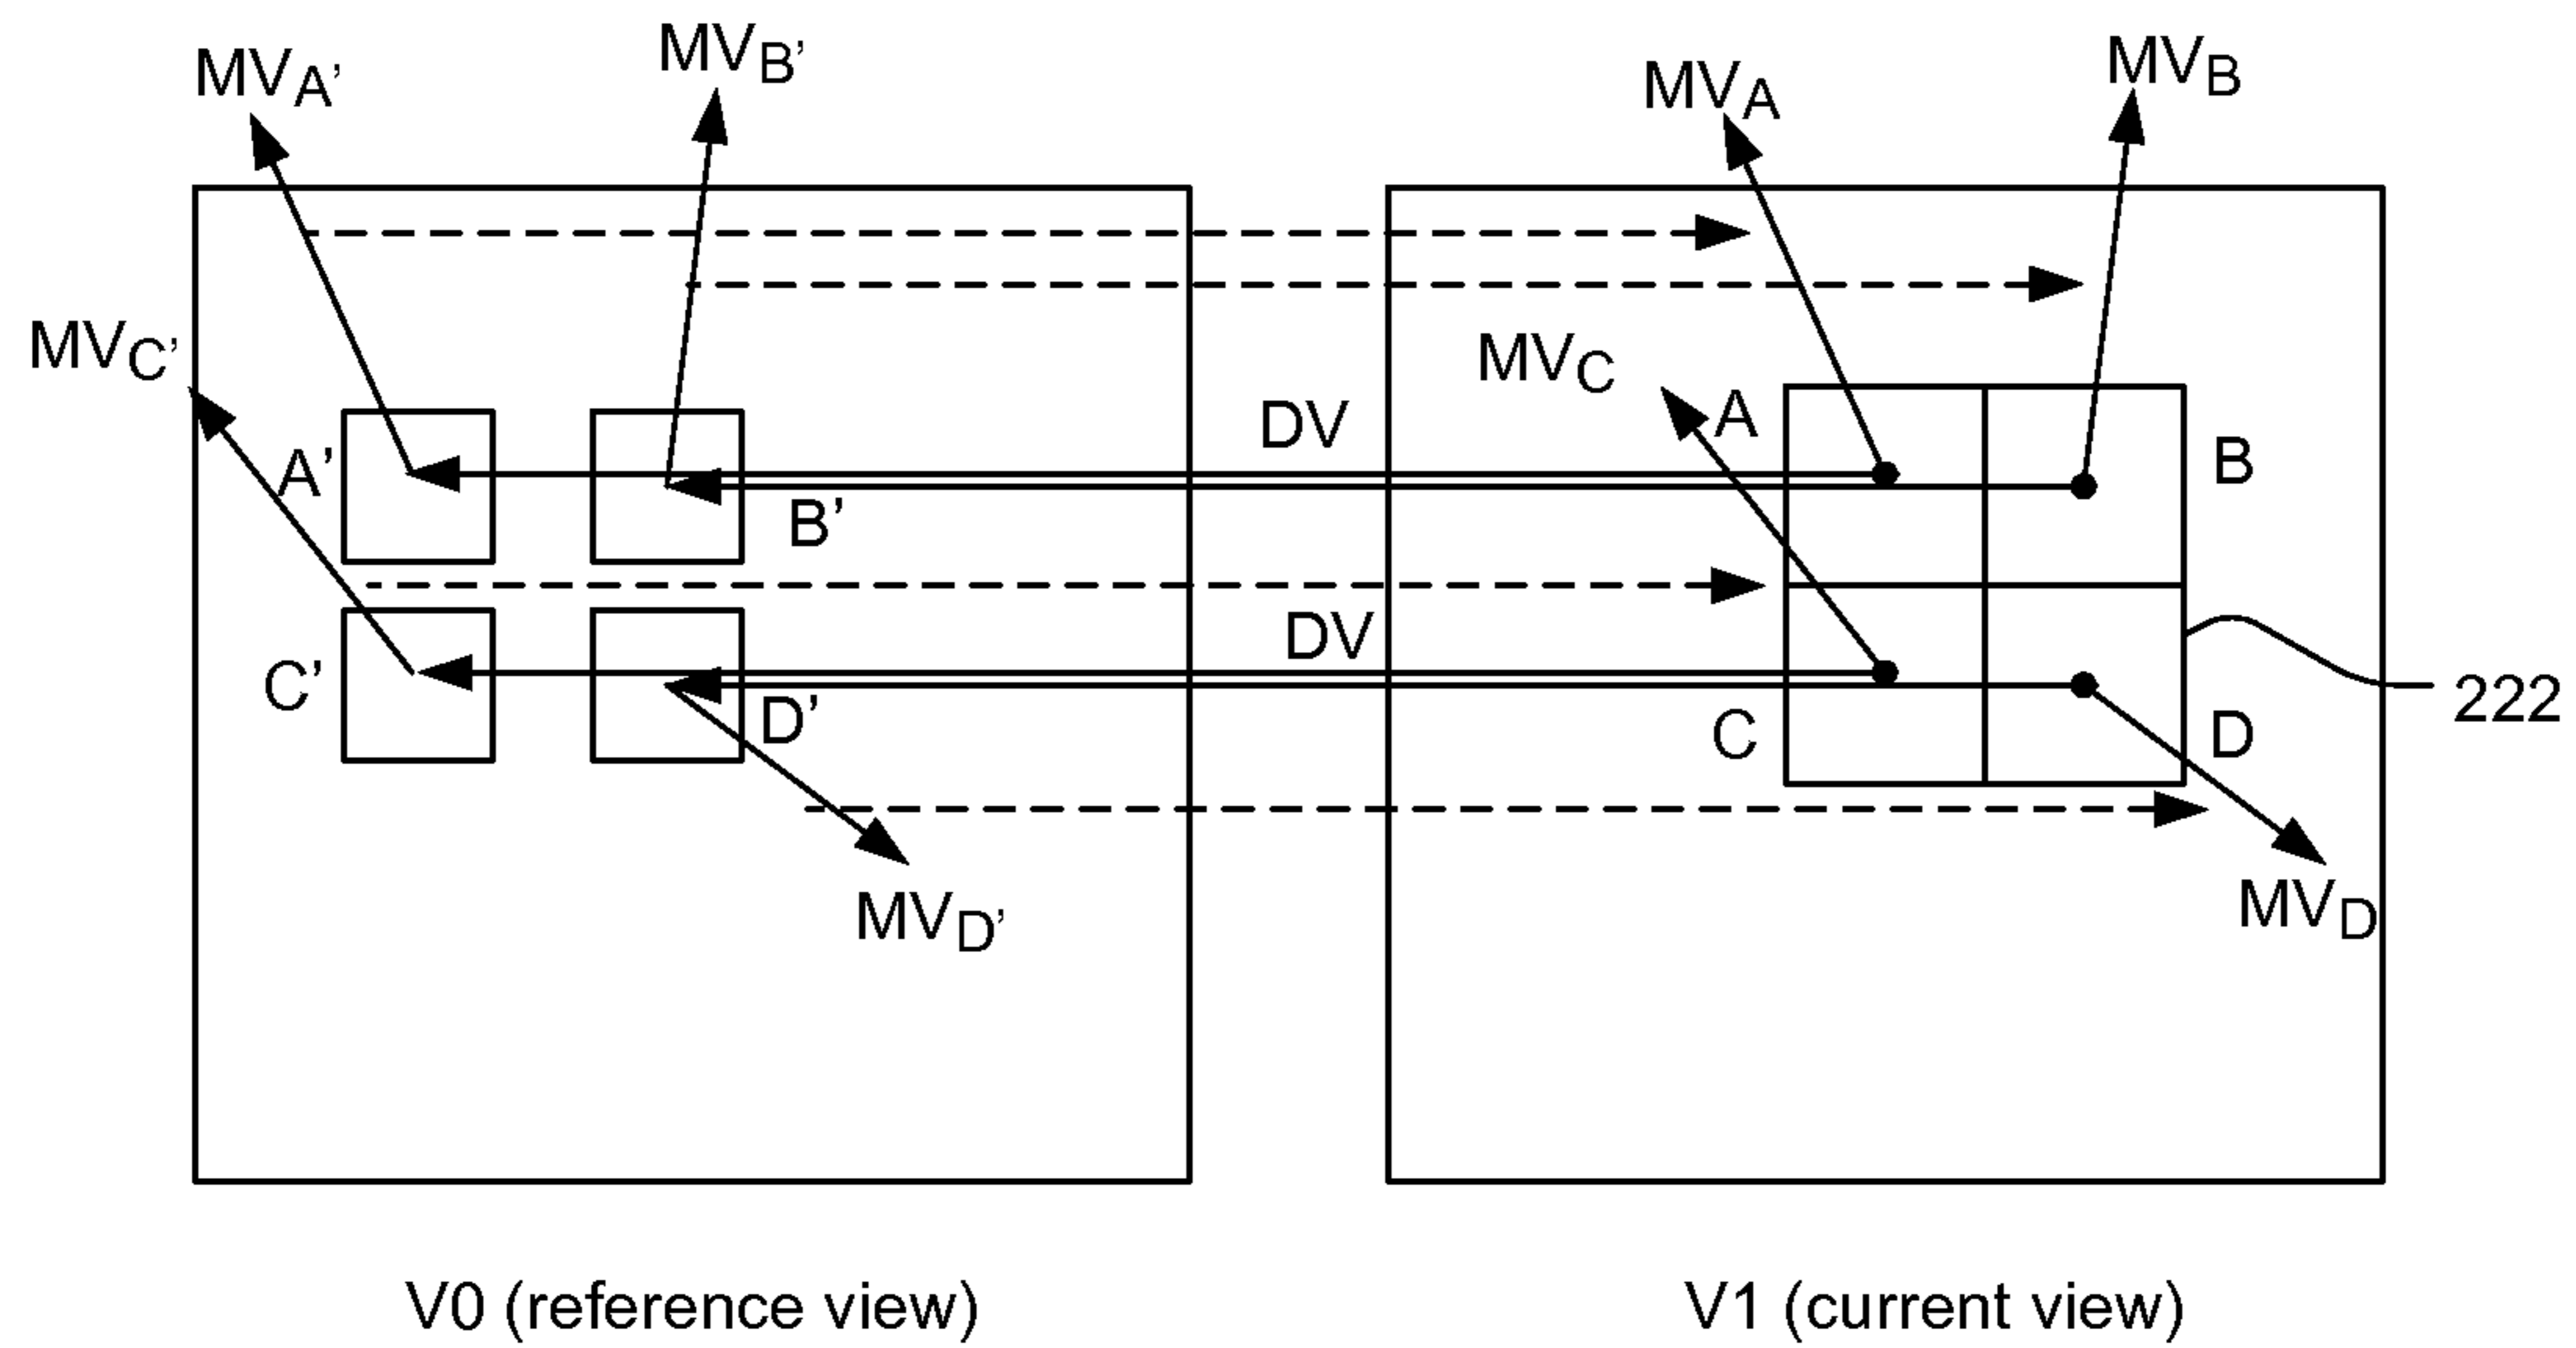 MVA'
MVB'
MVA
MVB
MVC'
MVC
DV
A
A'
B
B'
DV
C'
D'
C
D
222
MVD'
MVD
V0 (reference view)
V1 (current view)